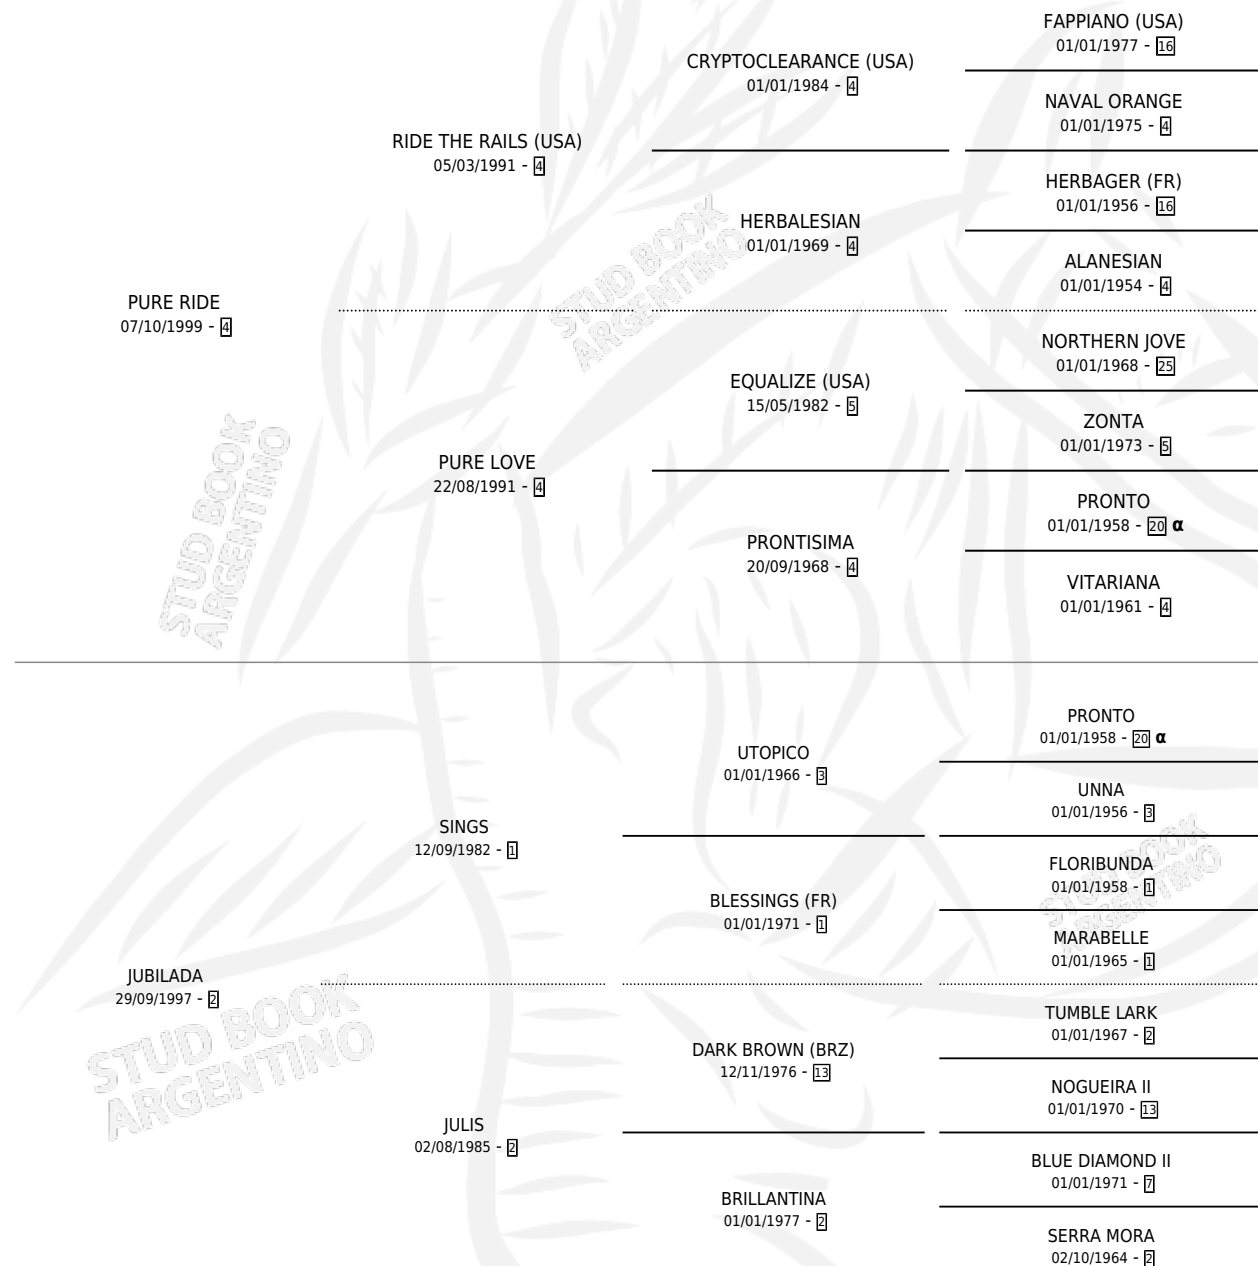 FAPPIANO (USA)
01/01/1977 - 16
CRYPTOCLEARANCE (USA)
01/01/1984 - 4
NAVAL ORANGE
01/01/1975 - 4
RIDE THE RAILS (USA)
05/03/1991 - 4
HERBAGER (FR)
01/01/1956 - 16
HERBALESIAN
01/01/1969 - 4
ALANESIAN
01/01/1954 - 4
STUD BOOK
ARGENTINO
PURE RIDE
07/10/1999 - 4
NORTHERN JOVE
01/01/1968 - 25
EQUALIZE (USA)
15/05/1982 - 5
ZONTA
01/01/1973 - 5
PURE LOVE
22/08/1991 - 4
PRONTO
01/01/1958 - 20 α
PRONTISIMA
20/09/1968 - 4
VITARIANA
01/01/1961 - 4
STUD BOOK
ARGENTINO
PRONTO
01/01/1958 - 20 α
UTOPICO
01/01/1966 - 3
UNNA
01/01/1956 - 3
SINGS
12/09/1982 - 1
FLORIBUNDA
01/01/1958 - 1
BLESSINGS (FR)
01/01/1971 - 1
MARABELLE
01/01/1965 - 1
STUD BOOK
ARGENTINO
JUBILADA
29/09/1997 - 2
TUMBLE LARK
01/01/1967 - 2
DARK BROWN (BRZ)
12/11/1976 - 13
NOGUEIRA II
01/01/1970 - 13
STUD BOOK
ARGENTINO
JULIS
02/08/1985 - 2
BLUE DIAMOND II
01/01/1971 - 7
BRILLANTINA
01/01/1977 - 2
SERRA MORA
02/10/1964 - 2